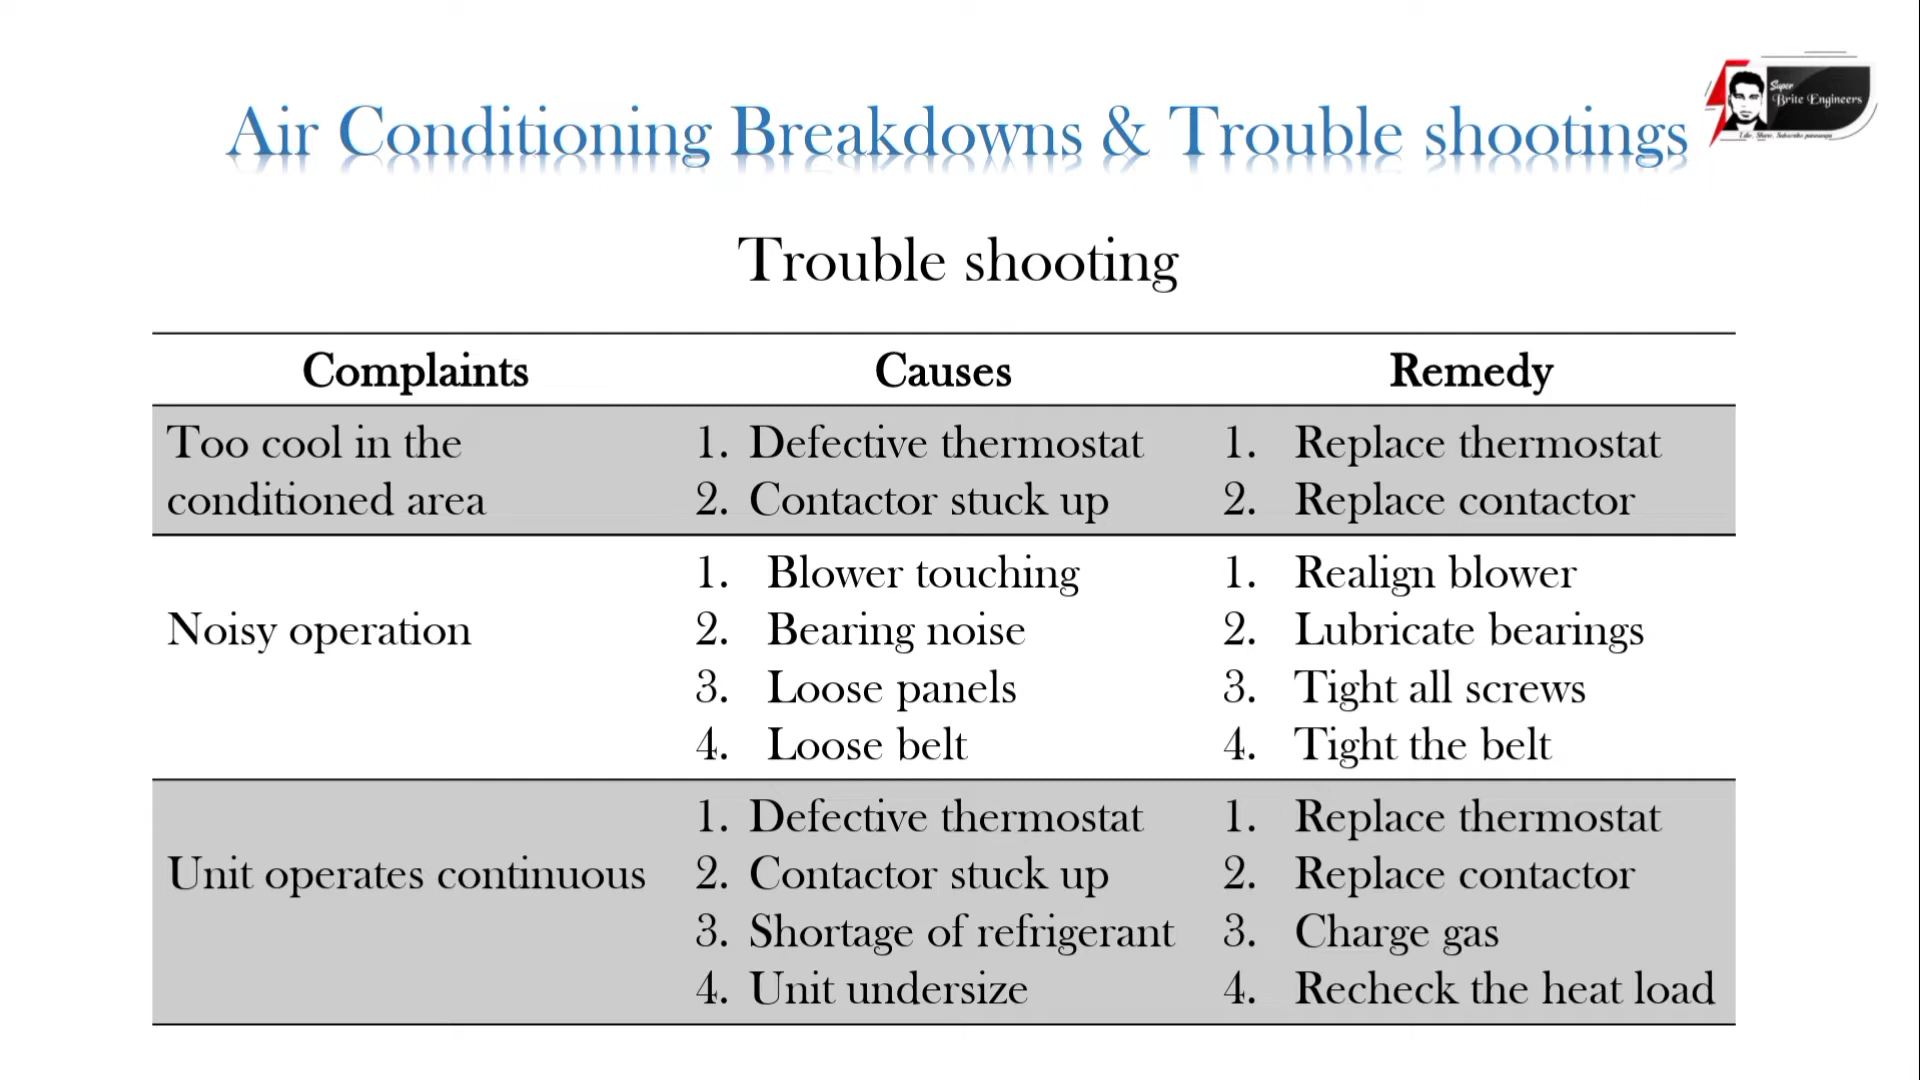 Air Conditioning Breakdowns & Trouble shootings
Super
Brite Engineers
Trouble shooting
Complaints Causes Remedy
Too cool in the conditioned area
1. Defective thermostat
2. Contactor stuck up
1. Replace thermostat
2. Replace contactor
Noisy operation
1. Blower touching
2. Bearing noise
3. Loose panels
4. Loose belt
1. Realign blower
2. Lubricate bearings
3. Tight all screws
4. Tight the belt
Unit operates continuous
1. Defective thermostat
2. Contactor stuck up
3. Shortage of refrigerant
4. Unit undersize
1. Replace thermostat
2. Replace contactor
3. Charge gas
4. Recheck the heat load